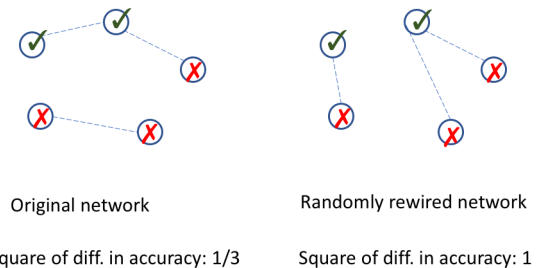 Original network
Randomly rewired network
quare of diff. in accuracy: 1/3
Square of diff. in accuracy: 1